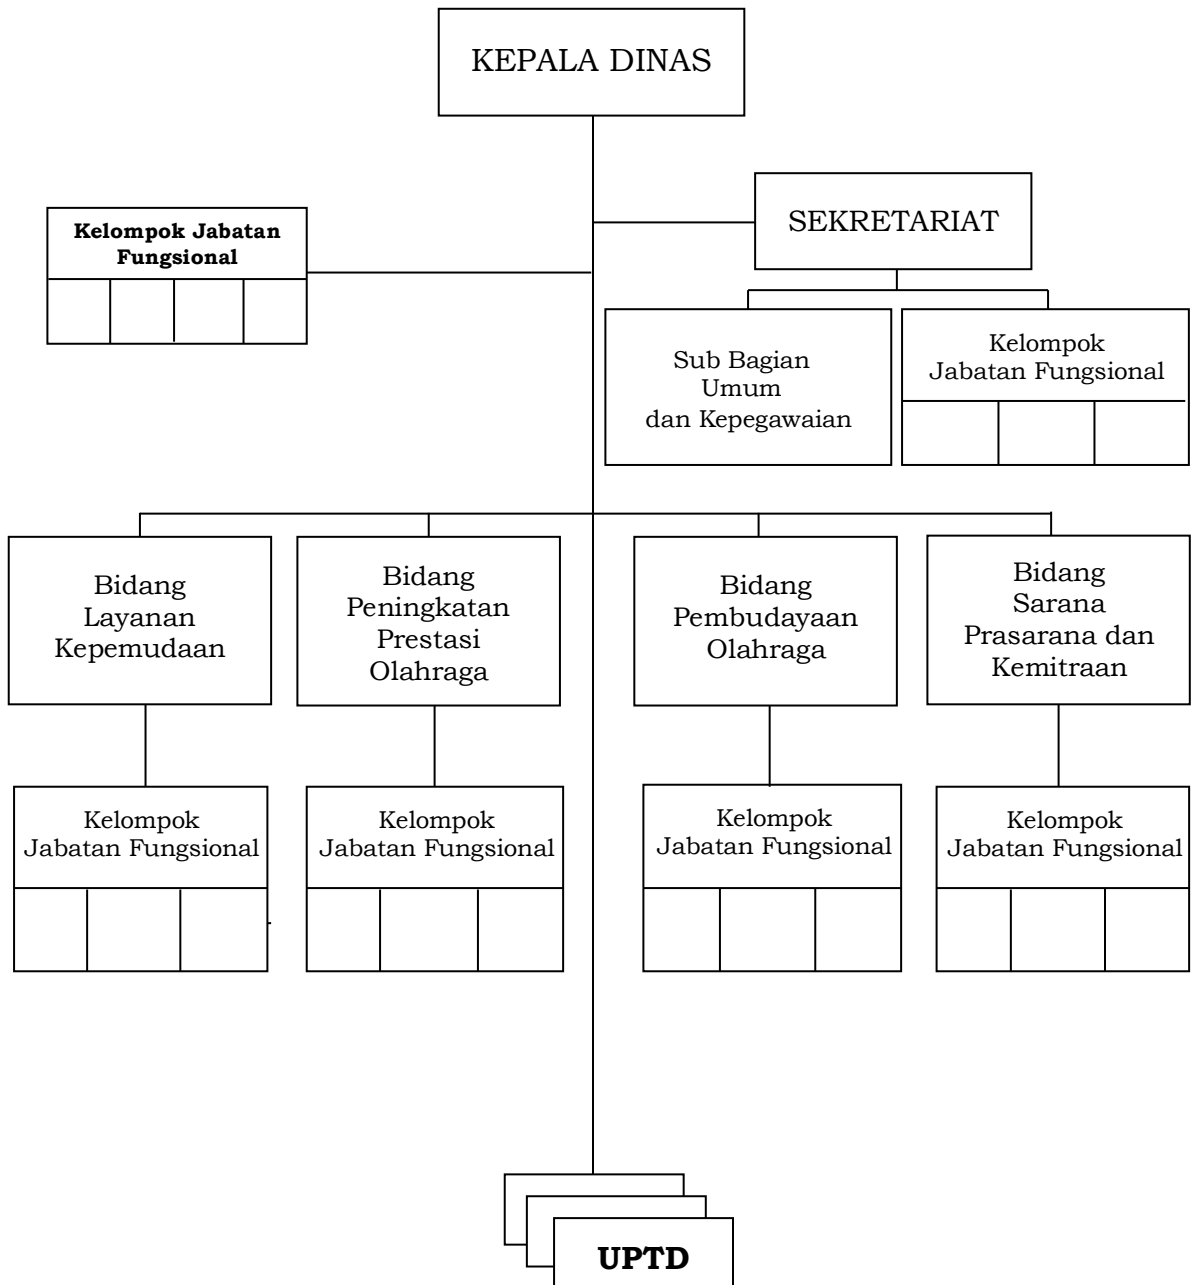 KEPALA DINAS
SEKRETARIAT
Kelompok Jabatan
Fungsional
Sub Bagian
Umum
dan Kepegawaian
Kelompok
Jabatan Fungsional
Bidang
Layanan
Kepemudaan
Bidang
Peningkatan
Prestasi
Olahraga
Bidang
Pembudayaan
Olahraga
Bidang
Sarana
Prasarana dan
Kemitraan
Kelompok
Jabatan Fungsional
Kelompok
Jabatan Fungsional
Kelompok
Jabatan Fungsional
Kelompok
Jabatan Fungsional
UPTD